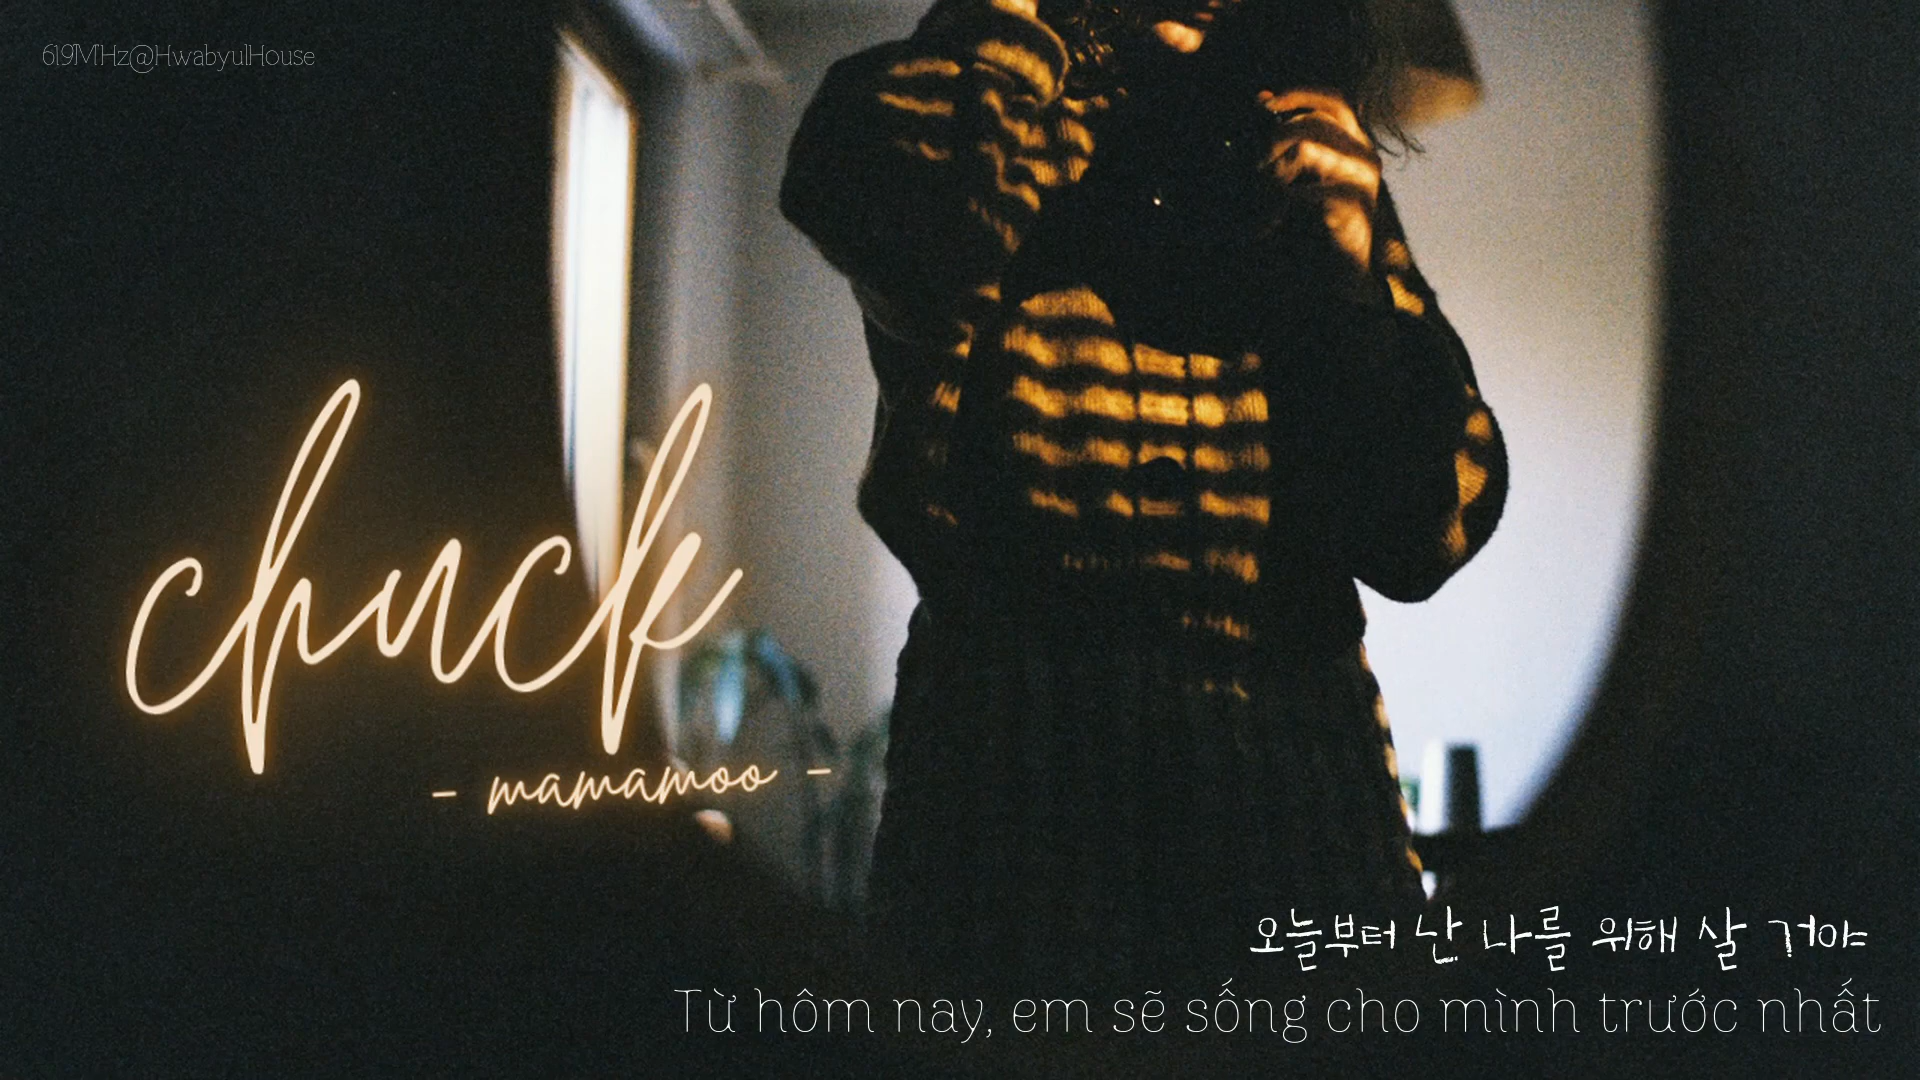 619MHz@HwabyulHouse
chuck
- mamamoo -
오늘부터 난 나를 위해 살 거야
Từ hôm nay, em sẽ sống cho mình trước nhất